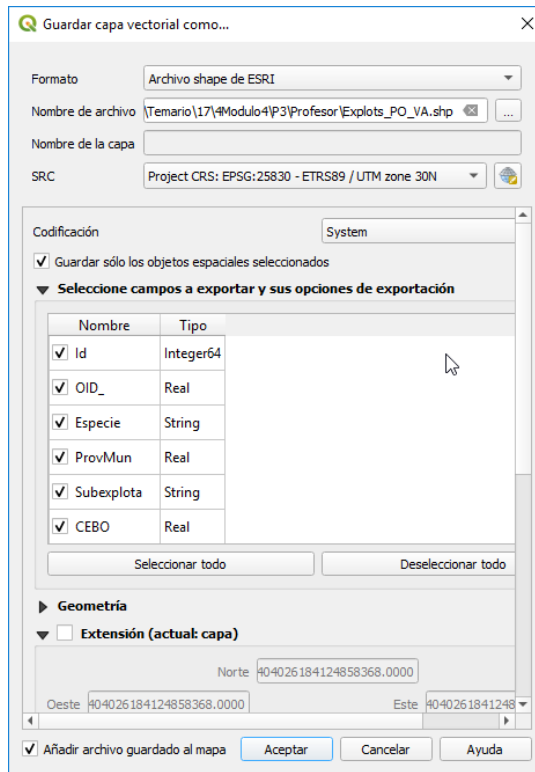 Guardar capa vectorial como...
Formato Archivo shape de ESRI
Nombre de archivo \Temario\17\4Modulo4\P3\Profesor\Explots_PO_VA.shp ...
Nombre de la capa
SRC Project CRS: EPSG:25830 - ETRS89 / UTM zone 30N
Codificación System
Guardar sólo los objetos espaciales seleccionados
Seleccione campos a exportar y sus opciones de exportación
Nombre Tipo
Id Integer64
OID_ Real
Especie String
ProvMun Real
Subexplota String
CEBO Real
Seleccionar todo Deseleccionar todo
Geometría
Extensión (actual: capa)
Norte 404026184124858368.0000
Oeste 404026184124858368.0000 Este 4040261841248
Añadir archivo guardado al mapa Aceptar Cancelar Ayuda